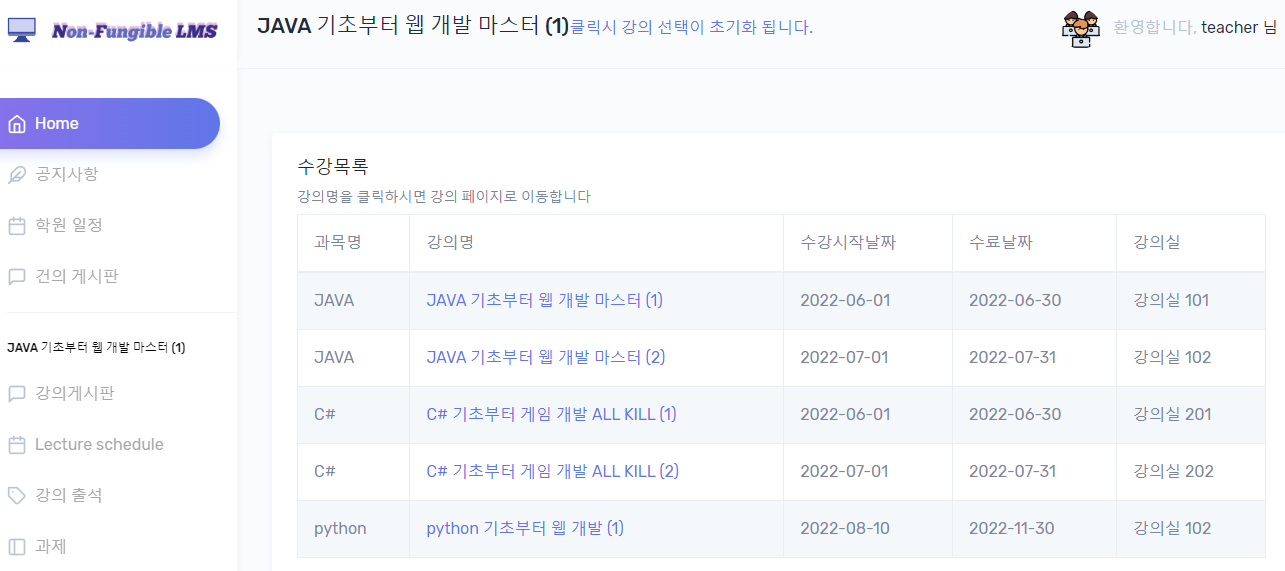 Non-Fungible LMS
JAVA 기초부터 웹 개발 마스터 (1)클릭시 강의 선택이 초기화 됩니다.
환영합니다, teacher 님
Home
공지사항
학원 일정
건의 게시판
JAVA 기초부터 웹 개발 마스터 (1)
강의게시판
Lecture schedule
강의 출석
과제
수강목록
강의명을 클릭하시면 강의 페이지로 이동합니다
과목명 강의명 수강시작날짜 수료날짜 강의실
JAVA JAVA 기초부터 웹 개발 마스터 (1) 2022-06-01 2022-06-30 강의실 101
JAVA JAVA 기초부터 웹 개발 마스터 (2) 2022-07-01 2022-07-31 강의실 102
C# C# 기초부터 게임 개발 ALL KILL (1) 2022-06-01 2022-06-30 강의실 201
C# C# 기초부터 게임 개발 ALL KILL (2) 2022-07-01 2022-07-31 강의실 202
python python 기초부터 웹 개발 (1) 2022-08-10 2022-11-30 강의실 102